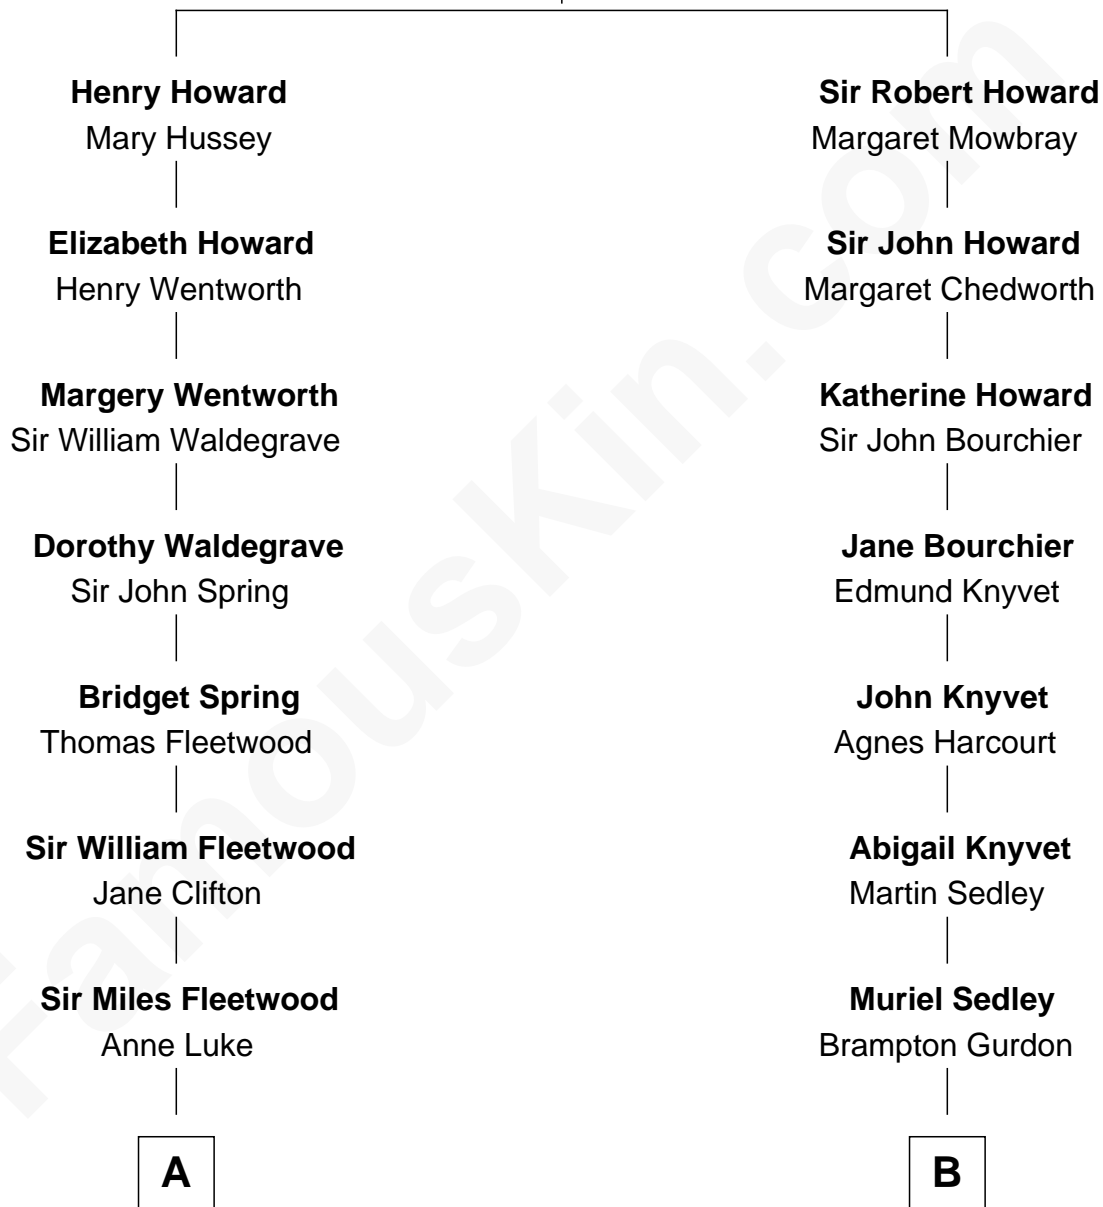 Henry Howard
Mary Hussey
Sir Robert Howard
Margaret Mowbray
Elizabeth Howard
Henry Wentworth
Sir John Howard
Margaret Chedworth
Margery Wentworth
Sir William Waldegrave
Katherine Howard
Sir John Bourchier
Dorothy Waldegrave
Sir John Spring
Jane Bourchier
Edmund Knyvet
Bridget Spring
Thomas Fleetwood
John Knyvet
Agnes Harcourt
Sir William Fleetwood
Jane Clifton
Abigail Knyvet
Martin Sedley
Sir Miles Fleetwood
Anne Luke
Muriel Sedley
Brampton Gurdon
A
B
FamousKin.com